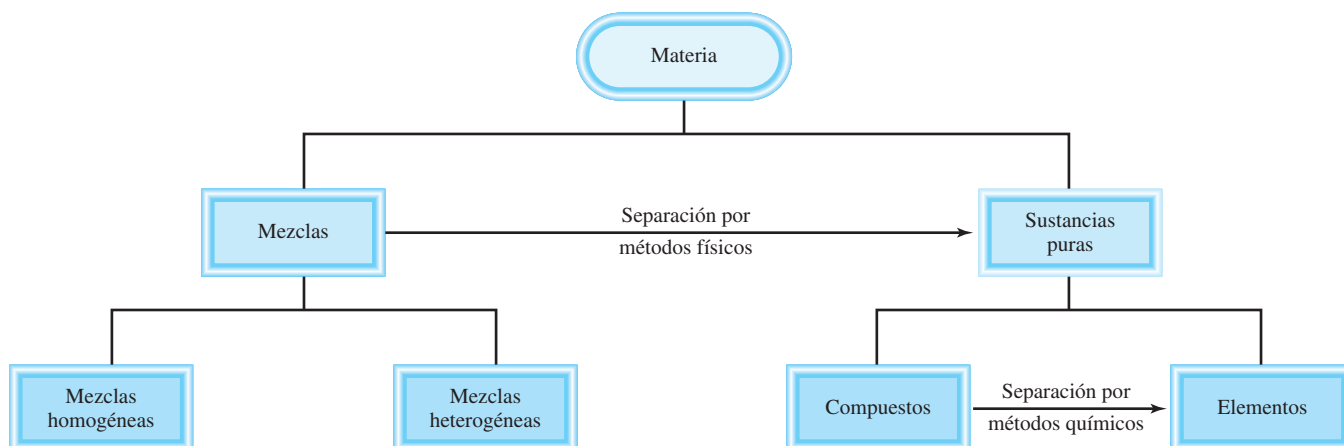 Materia
Mezclas
Separación por
métodos físicos
Sustancias
puras
Mezclas
homogéneas
Mezclas
heterogéneas
Compuestos
Separación por
métodos químicos
Elementos